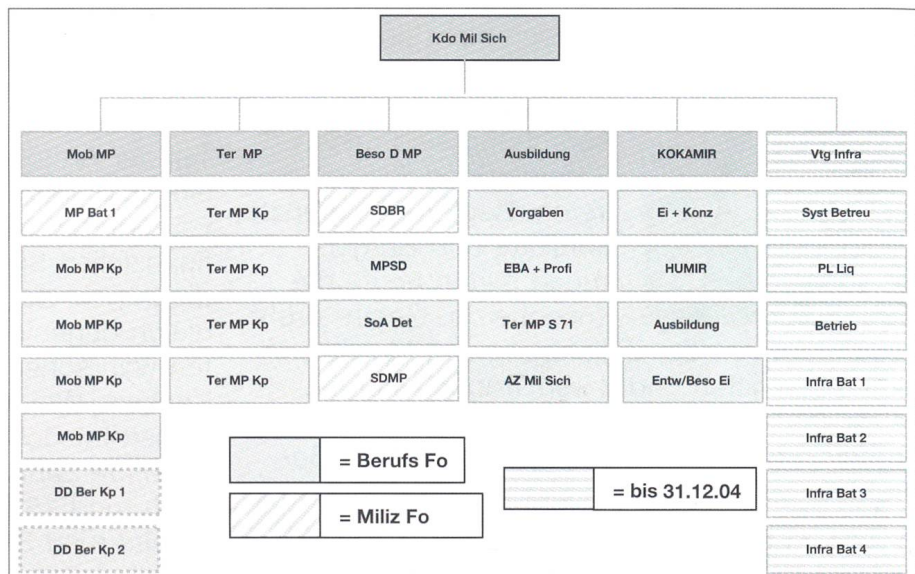 Kdo Mil Sich
Mob MP
Ter MP
Beso D MP
Ausbildung
KOKAMIR
Vtg Infra
MP Bat 1
Ter MP Kp
SDBR
Vorgaben
Ei + Konz
Syst Betreu
Mob MP Kp
Ter MP Kp
MPSD
EBA + Profi
HUMIR
PL Liq
Mob MP Kp
Ter MP Kp
SoA Det
Ter MP S 71
Ausbildung
Betrieb
Mob MP Kp
Ter MP Kp
SDMP
AZ Mil Sich
Entw/Beso Ei
Infra Bat 1
Mob MP Kp
Infra Bat 2
DD Ber Kp 1
Infra Bat 3
DD Ber Kp 2
Infra Bat 4
= Berufs Fo
= Miliz Fo
= bis 31.12.04